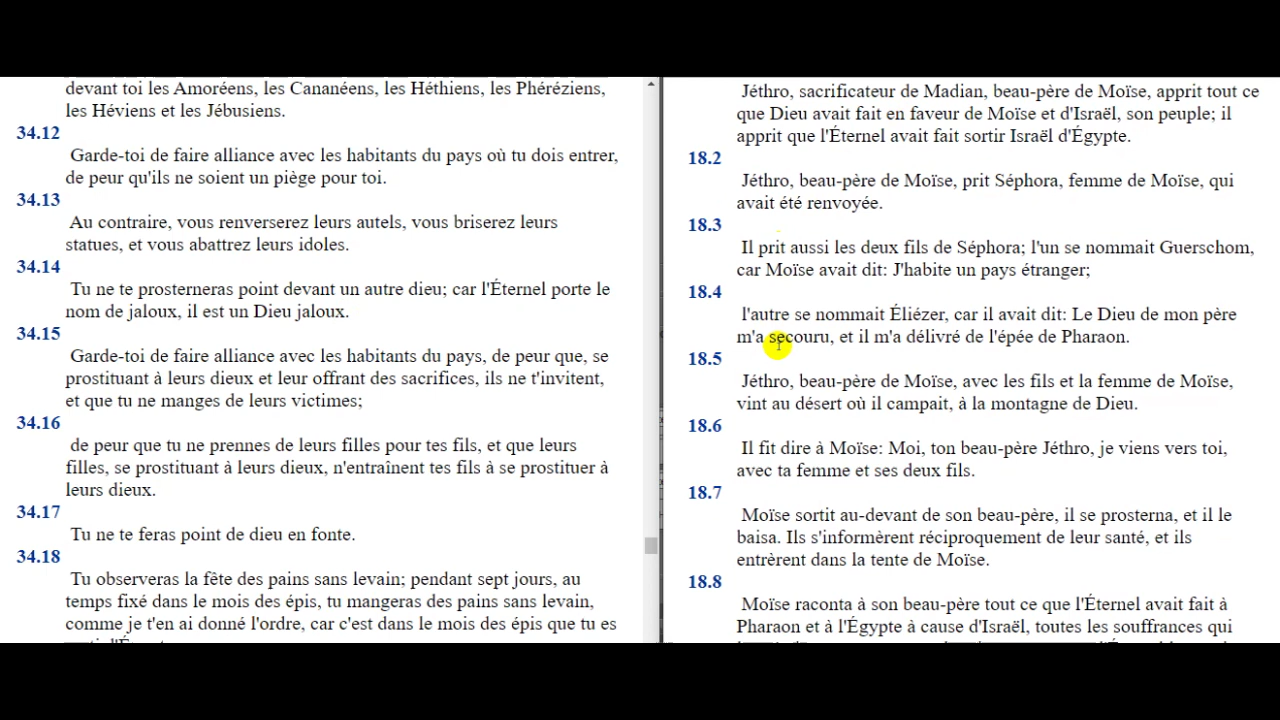 devant toi les Amoréens, les Cananéens, les Héthiens, les Phéréziens,
les Héviens et les Jébusiens.
34.12
Garde-toi de faire alliance avec les habitants du pays où tu dois entrer,
de peur qu'ils ne soient un piège pour toi.
34.13
Au contraire, vous renverserez leurs autels, vous briserez leurs
statues, et vous abattrez leurs idoles.
34.14
Tu ne te prosterneras point devant un autre dieu; car l'Éternel porte le
nom de jaloux, il est un Dieu jaloux.
34.15
Garde-toi de faire alliance avec les habitants du pays, de peur que, se
prostituant à leurs dieux et leur offrant des sacrifices, ils ne t'invitent,
et que tu ne manges de leurs victimes;
34.16
de peur que tu ne prennes de leurs filles pour tes fils, et que leurs
filles, se prostituant à leurs dieux, n'entraînent tes fils à se prostituer à
leurs dieux.
34.17
Tu ne te feras point de dieu en fonte.
34.18
Tu observeras la fête des pains sans levain; pendant sept jours, au
temps fixé dans le mois des épis, tu mangeras des pains sans levain,
comme je t'en ai donné l'ordre, car c'est dans le mois des épis que tu es
Jéthro, sacrificateur de Madian, beau-père de Moïse, apprit tout ce
que Dieu avait fait en faveur de Moïse et d'Israël, son peuple; il
apprit que l'Éternel avait fait sortir Israël d'Égypte.
18.2
Jéthro, beau-père de Moïse, prit Séphora, femme de Moïse, qui
avait été renvoyée.
18.3
Il prit aussi les deux fils de Séphora; l'un se nommait Guerschom,
car Moïse avait dit: J'habite un pays étranger;
18.4
l'autre se nommait Éliézer, car il avait dit: Le Dieu de mon père
m'a secouru, et il m'a délivré de l'épée de Pharaon.
18.5
Jéthro, beau-père de Moïse, avec les fils et la femme de Moïse,
vint au désert où il campait, à la montagne de Dieu.
18.6
Il fit dire à Moïse: Moi, ton beau-père Jéthro, je viens vers toi,
avec ta femme et ses deux fils.
18.7
Moïse sortit au-devant de son beau-père, il se prosterna, et il le
baisa. Ils s'informèrent réciproquement de leur santé, et ils
entrèrent dans la tente de Moïse.
18.8
Moïse raconta à son beau-père tout ce que l'Éternel avait fait à
Pharaon et à l'Égypte à cause d'Israël, toutes les souffrances qui